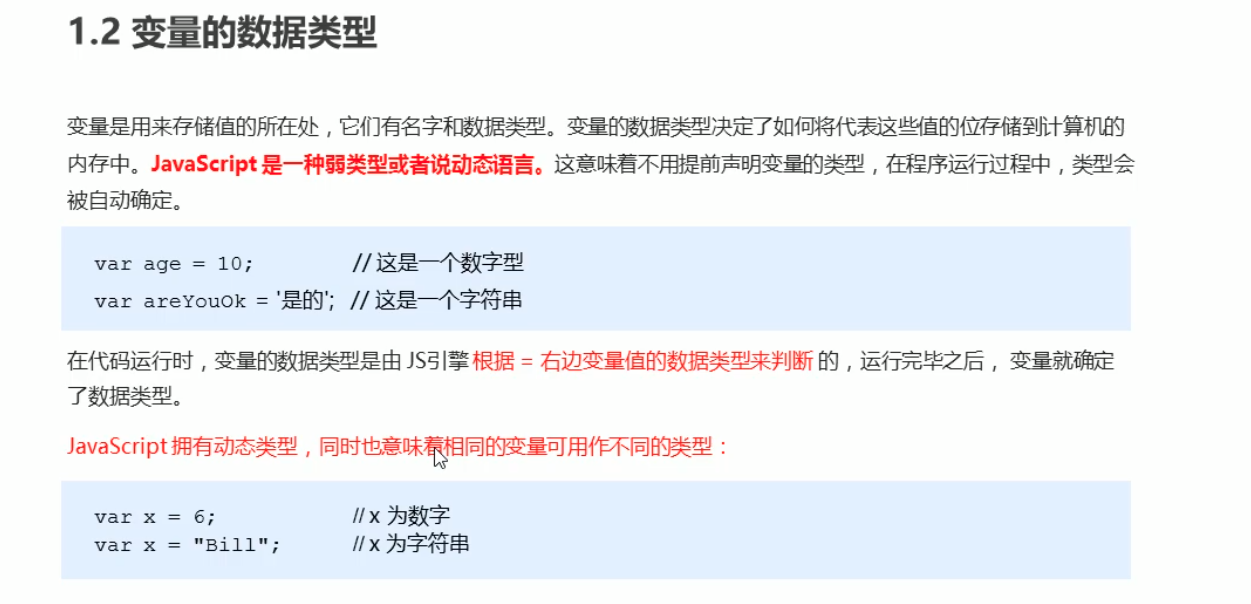 1.2 变量的数据类型
变量是用来存储值的所在处，它们有名字和数据类型。变量的数据类型决定了如何将代表这些值的位存储到计算机的
内存中。JavaScript 是一种弱类型或者说动态语言。这意味着不用提前声明变量的类型，在程序运行过程中，类型会
被自动确定。
var age = 10; // 这是一个数字型
var areYouOk = '是的'; // 这是一个字符串
在代码运行时，变量的数据类型是由 JS引擎 根据 = 右边变量值的数据类型来判断 的，运行完毕之后， 变量就确定
了数据类型。
JavaScript 拥有动态类型，同时也意味着相同的变量可用作不同的类型：
var x = 6; // x 为数字
var x = "Bill"; // x 为字符串